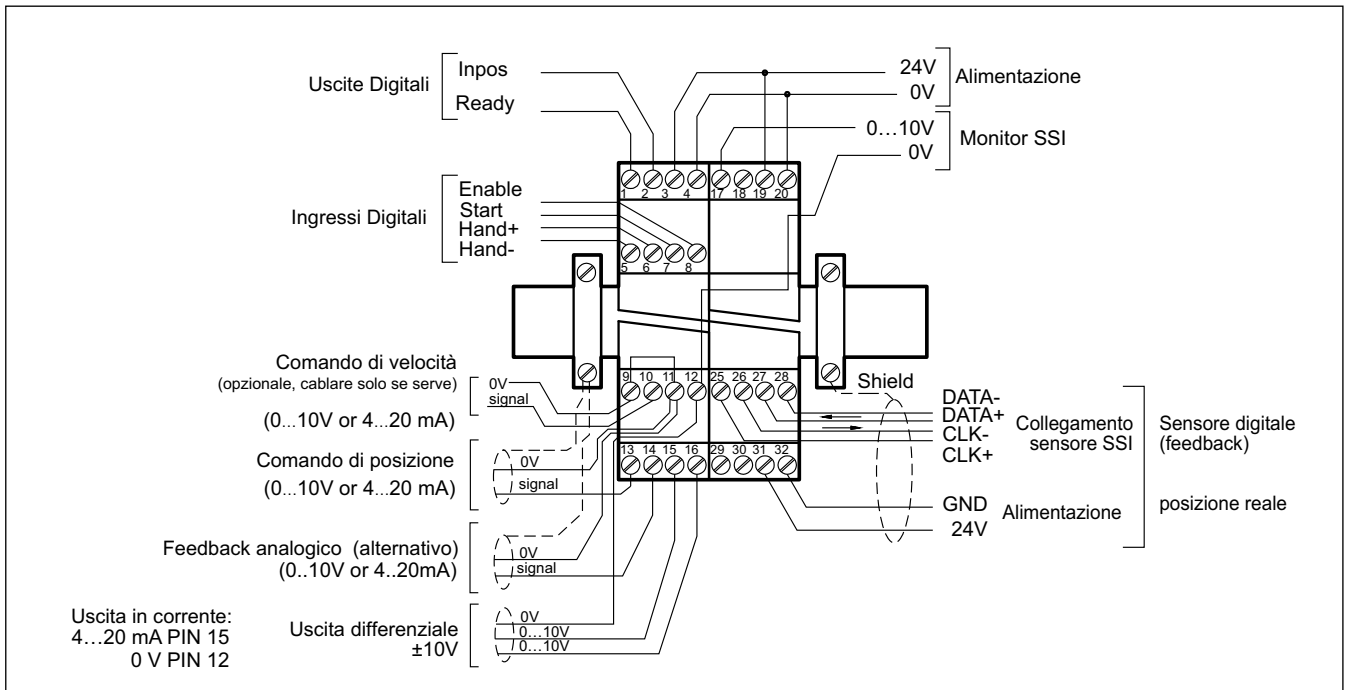 Uscite Digitali
Inpos
Ready
24V
0V
Alimentazione
0...10V
0V
Monitor SSI
1 2 3 4 17 18 19 20
Ingressi Digitali
Enable
Start
Hand+
Hand-
5 6 7 8
Comando di velocità
(opzionale, cablare solo se serve)
(0...10V or 4...20 mA)
0V
signal
9 10 11 12 25 26 27 28
Shield
DATA-
DATA+
CLK-
CLK+
Collegamento
sensore SSI
Sensore digitale
(feedback)
Comando di posizione
(0...10V or 4...20 mA)
0V
signal
13 14 15 16 29 30 31 32
GND
24V
Alimentazione
posizione reale
Feedback analogico (alternativo)
(0..10V or 4..20mA)
0V
signal
Uscita in corrente:
4...20 mA PIN 15
0 V PIN 12
Uscita differenziale
±10V
0V
0...10V
0...10V